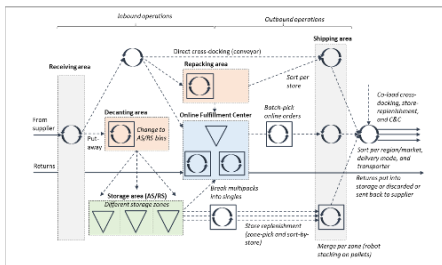 Inbound operations
Outbound operations
Receiving area
Direct cross-docking (conveyor)
Shipping area
Repacking area
Sort per
store
Co-load cross-
docking, store-
replenishment,
and C&C
Decanting area
Online Fulfillment Center
Batch-pick
online orders
From
supplier
Put-
away
Change to
AS/RS bins
Sort per region/market,
delivery mode, and
transporter
Returns
Returns put into
storage or discarded or
sent back to supplier
Storage area (AS/RS)
Different storage zones
Break multipacks
into singles
Store replenishment
(zone-pick and sort-by-
store)
Merge per zone (robot
stacking on pallets)